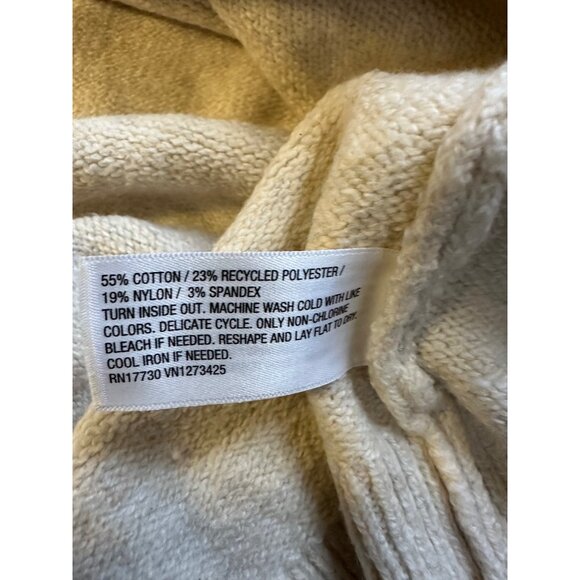 55% COTTON / 23% RECYCLED POLYESTER /
19% NYLON / 3% SPANDEX
TURN INSIDE OUT. MACHINE WASH COLD WITH LIKE
COLORS. DELICATE CYCLE. ONLY NON-CHLORINE
BLEACH IF NEEDED. RESHAPE AND LAY FLAT TO DRY.
COOL IRON IF NEEDED.
RN17730 VN1273425